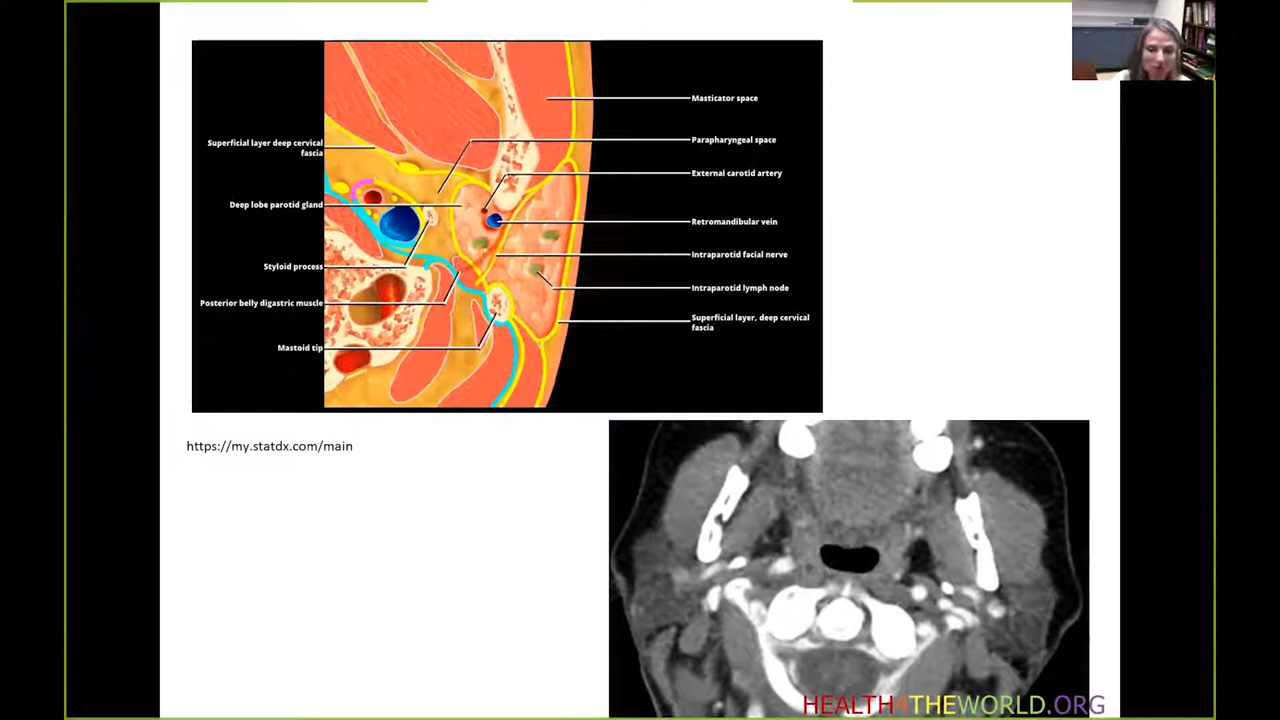 Masticator space
Parapharyngeal space
Superficial layer deep cervical
fascia
External carotid artery
Deep lobe parotid gland
Retromandibular vein
Intraparotid facial nerve
Styloid process
Intraparotid lymph node
Posterior belly digastric muscle
Superficial layer, deep cervical
fascia
Mastoid tip
https://my.statdx.com/main
HEALTH4THEWORLD.ORG